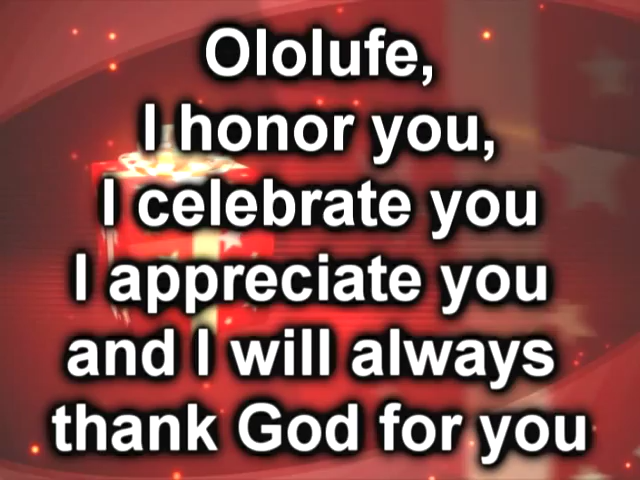 Ololufe,
I honor you,
I celebrate you
I appreciate you
and I will always
thank God for you